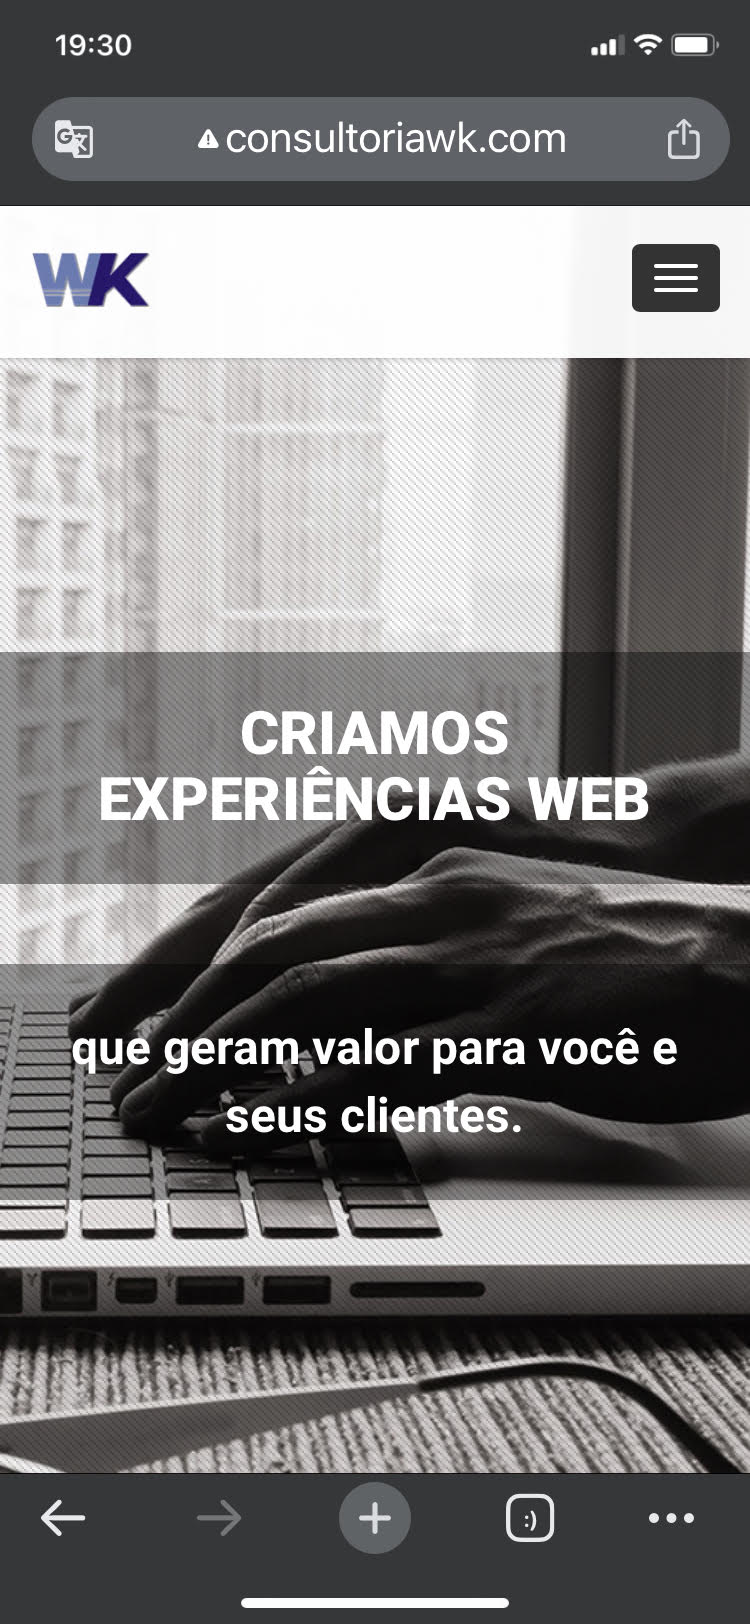 19:30
consultoriawk.com
WK
CRIAMOS
EXPERIÊNCIAS WEB
que geram valor para você e
seus clientes.
:)